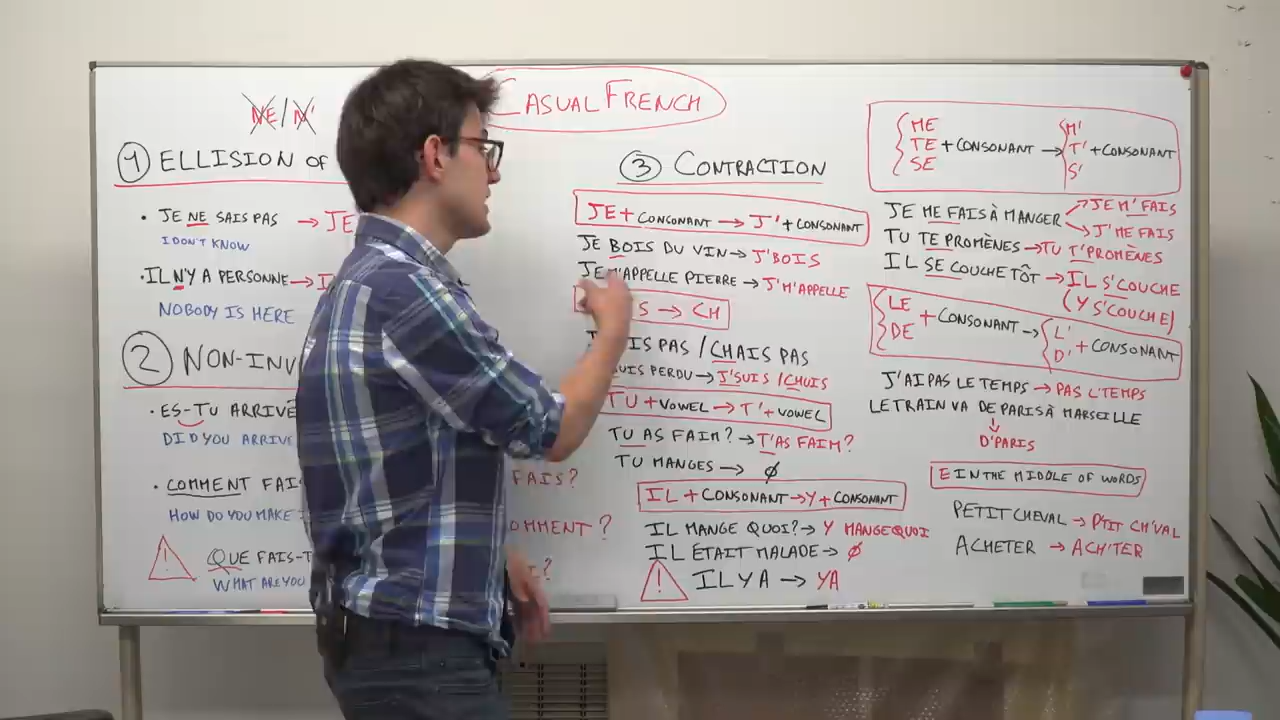 CASUAL FRENCH
NE/N'
1 ELLISION OF
• JE NE SAIS PAS → JE
I DON'T KNOW
• IL N'Y A PERSONNE →
NOBODY IS HERE
2 NON-INV
• ES-TU ARRIVÉ
DID YOU ARRIVE
• COMMENT FAI
FAIS?
HOW DO YOU MAKE
OMMENT ?
! QUE FAIS-T
?
WHAT ARE YOU
3 CONTRACTION
JE + CONSONANT → J' + CONSONANT
JE BOIS DU VIN → J'BOIS
JE M'APPELLE PIERRE → J'M'APPELLE
S → CH
IS PAS / CHAIS PAS
UIS PERDU → J'SUIS / CHUIS
TU + VOWEL → T' + VOWEL
TU AS FAIM? → T'AS FAIM?
TU MANGES → ∅
IL + CONSONANT → Y + CONSONANT
IL MANGE QUOI? → Y MANGE QUOI
IL ÉTAIT MALADE → ∅
! IL Y A → YA
ME
TE + CONSONANT →
SE
M'
T' + CONSONANT
S'
JE ME FAIS À MANGER → JE M'FAIS
→ J'ME FAIS
TU TE PROMÈNES → TU T'PROMÈNES
IL SE COUCHE TÔT → IL S'COUCHE
(Y S'COUCHE)
LE
DE + CONSONANT →
L'
D' + CONSONANT
J'AI PAS LE TEMPS → PAS L'TEMPS
LE TRAIN VA DE PARIS À MARSEILLE
↓
D'PARIS
E IN THE MIDDLE OF WORDS
PETIT CHEVAL → P'TIT CH'VAL
ACHETER → ACH'TER